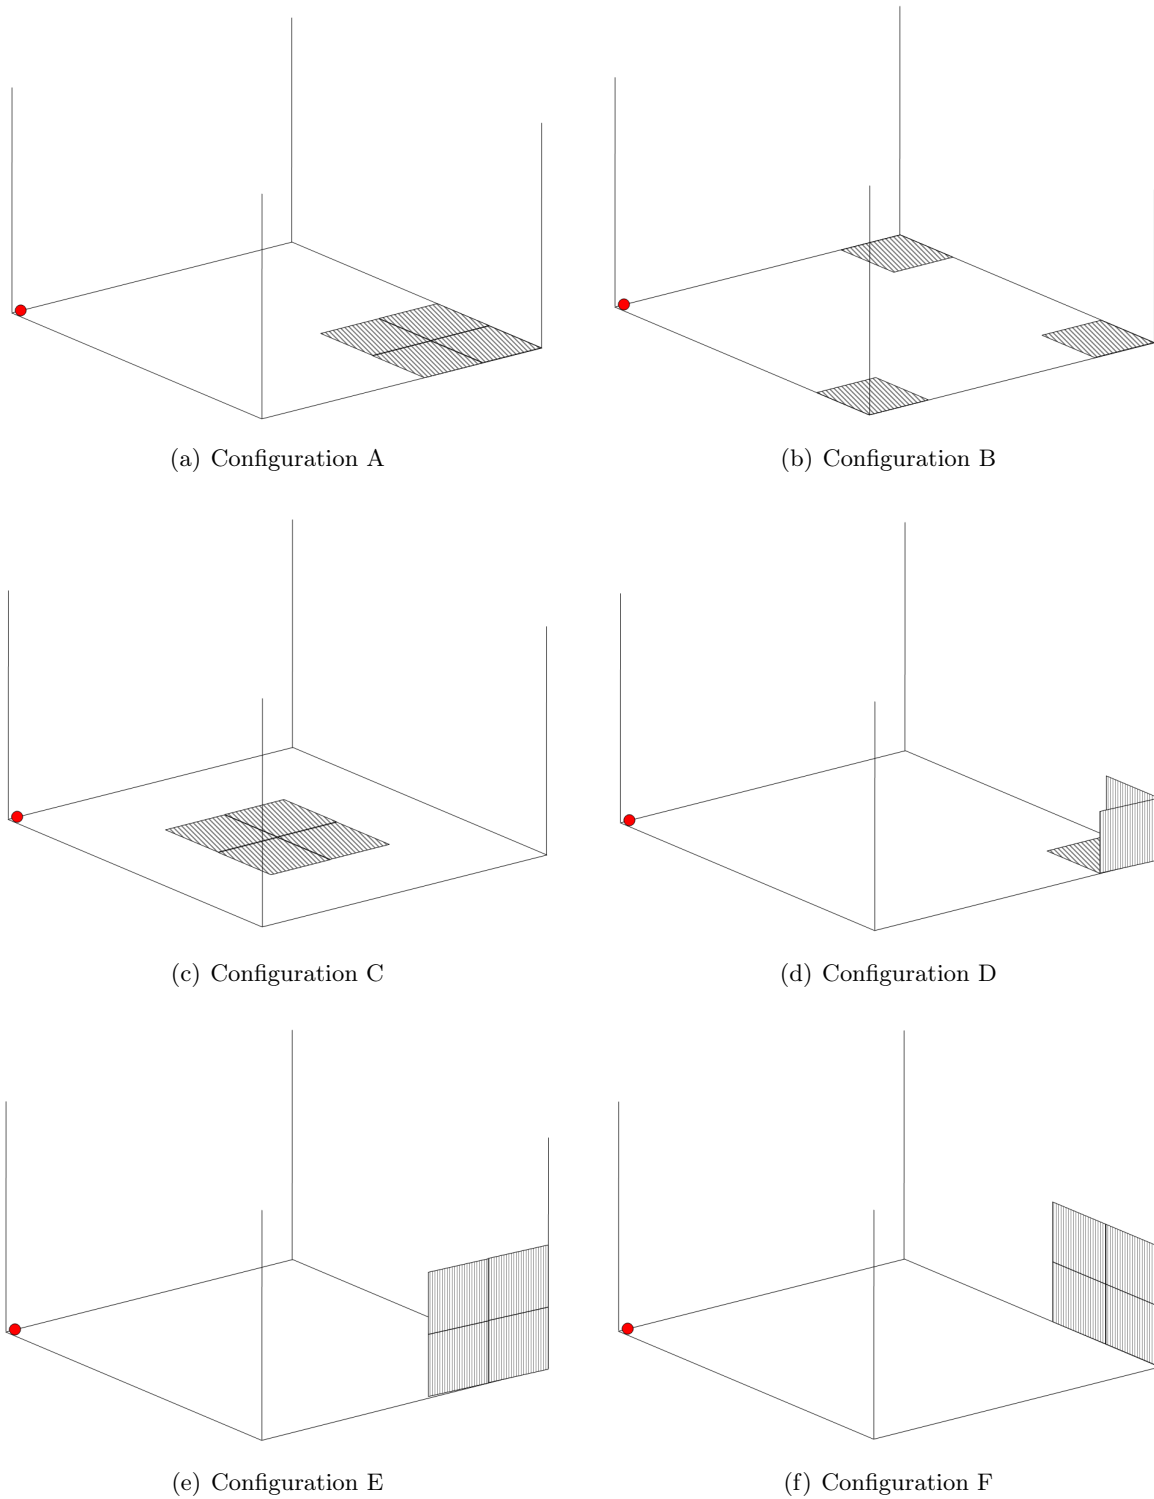 (a) Configuration A
(b) Configuration B
(c) Configuration C
(d) Configuration D
(e) Configuration E
(f) Configuration F